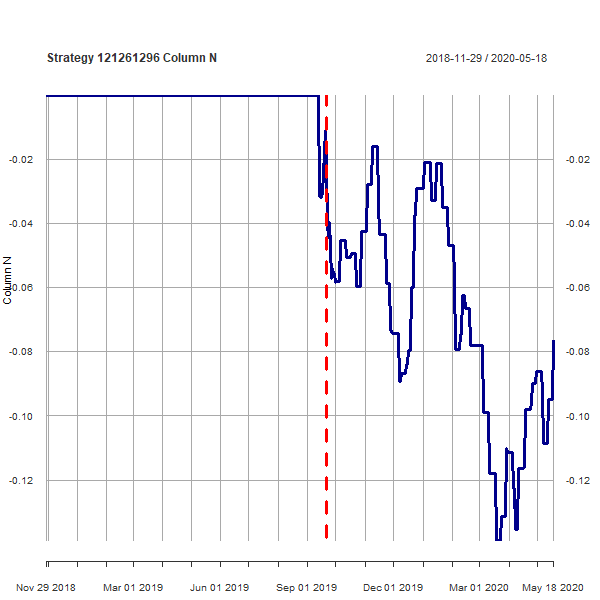 Strategy 121261296 Column N
2018-11-29 / 2020-05-18
-0.02 -0.02
-0.04 -0.04
Column N
-0.06 -0.06
-0.08 -0.08
-0.10 -0.10
-0.12 -0.12
Nov 29 2018 Mar 01 2019 Jun 01 2019 Sep 01 2019 Dec 01 2019 Mar 01 2020 May 18 2020